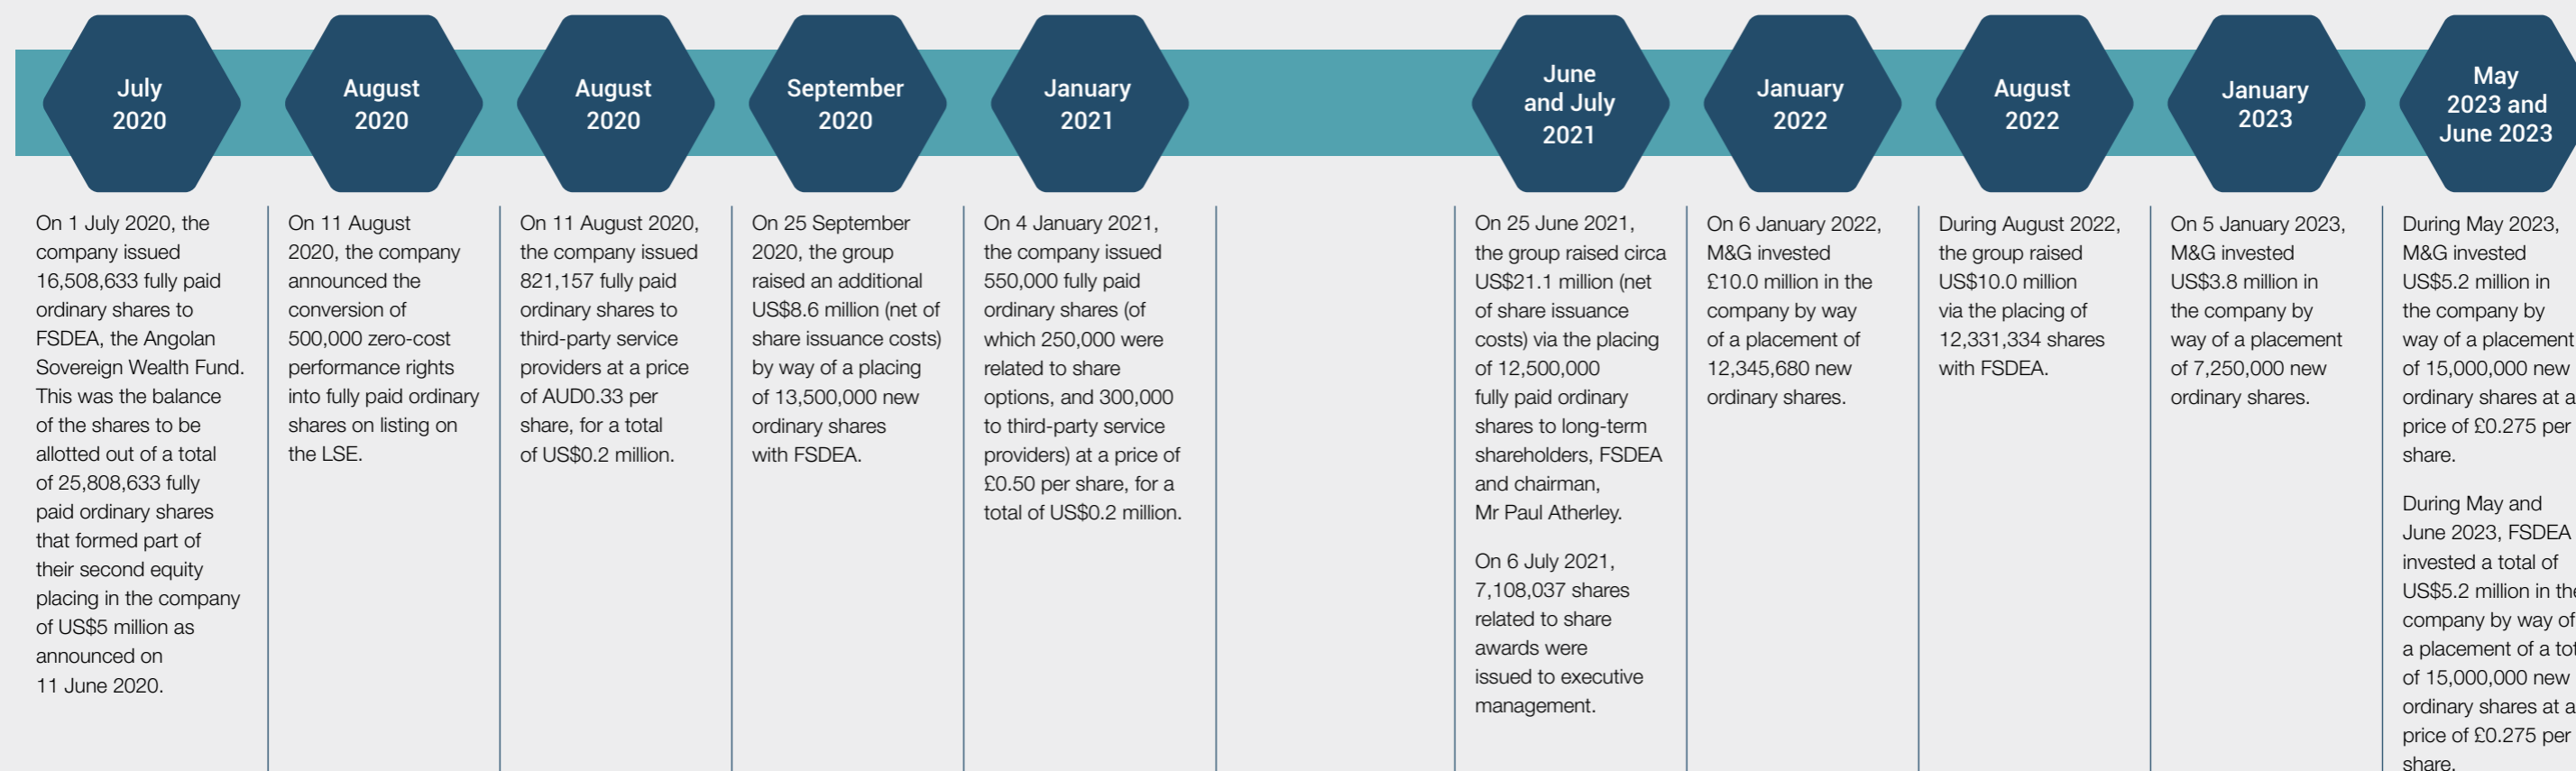 July
2020
On 1 July 2020, the
company issued
16,508,633 fully paid
ordinary shares to
FSDEA, the Angolan
Sovereign Wealth Fund.
This was the balance
of the shares to be
allotted out of a total
of 25,808,633 fully
paid ordinary shares
that formed part of
their second equity
placing in the company
of US$5 million as
announced on
11 June 2020.
August
2020
On 11 August
2020, the company
announced the
conversion of
500,000 zero-cost
performance rights
into fully paid ordinary
shares on listing on
the LSE.
August
2020
On 11 August 2020,
the company issued
821,157 fully paid
ordinary shares to
third-party service
providers at a price
of AUD0.33 per
share, for a total
of US$0.2 million.
September
2020
On 25 September
2020, the group
raised an additional
US$8.6 million (net of
share issuance costs)
by way of a placing
of 13,500,000 new
ordinary shares
with FSDEA.
January
2021
On 4 January 2021,
the company issued
550,000 fully paid
ordinary shares (of
which 250,000 were
related to share
options, and 300,000
to third-party service
providers) at a price of
£0.50 per share, for a
total of US$0.2 million.
June
and July
2021
On 25 June 2021,
the group raised circa
US$21.1 million (net
of share issuance
costs) via the placing
of 12,500,000
fully paid ordinary
shares to long-term
shareholders, FSDEA
and chairman,
Mr Paul Atherley.
On 6 July 2021,
7,108,037 shares
related to share
awards were
issued to executive
management.
January
2022
On 6 January 2022,
M&G invested
£10.0 million in the
company by way
of a placement of
12,345,680 new
ordinary shares.
August
2022
During August 2022,
the group raised
US$10.0 million
via the placing of
12,331,334 shares
with FSDEA.
January
2023
On 5 January 2023,
M&G invested
US$3.8 million in
the company by
way of a placement
of 7,250,000 new
ordinary shares.
May
2023 and
June 2023
During May 2023,
M&G invested
US$5.2 million in
the company by
way of a placement
of 15,000,000 new
ordinary shares at a
price of £0.275 per
share.
During May and
June 2023, FSDEA
invested a total of
US$5.2 million in the
company by way of
a placement of a
of 15,000,000 new
ordinary shares at a
price of £0.275 per
share.